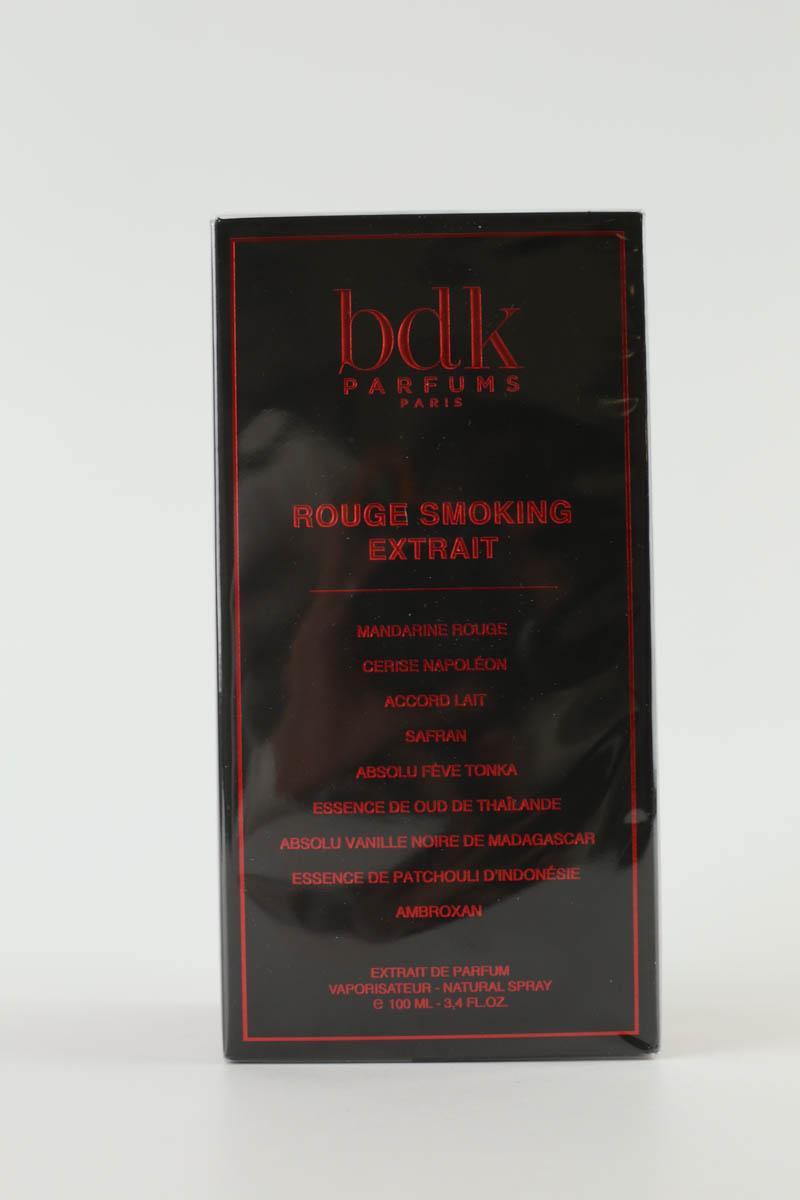 bdk
PARFUMS
PARIS
ROUGE SMOKING
EXTRAIT
MANDARINE ROUGE
CERISE NAPOLÉON
ACCORD LAIT
SAFRAN
ABSOLU FÈVE TONKA
ESSENCE DE OUD DE THAÏLANDE
ABSOLU VANILLE NOIRE DE MADAGASCAR
ESSENCE DE PATCHOULI D'INDONÉSIE
AMBROXAN
EXTRAIT DE PARFUM
VAPORISATEUR - NATURAL SPRAY
℮ 100 ML - 3,4 FL.OZ.